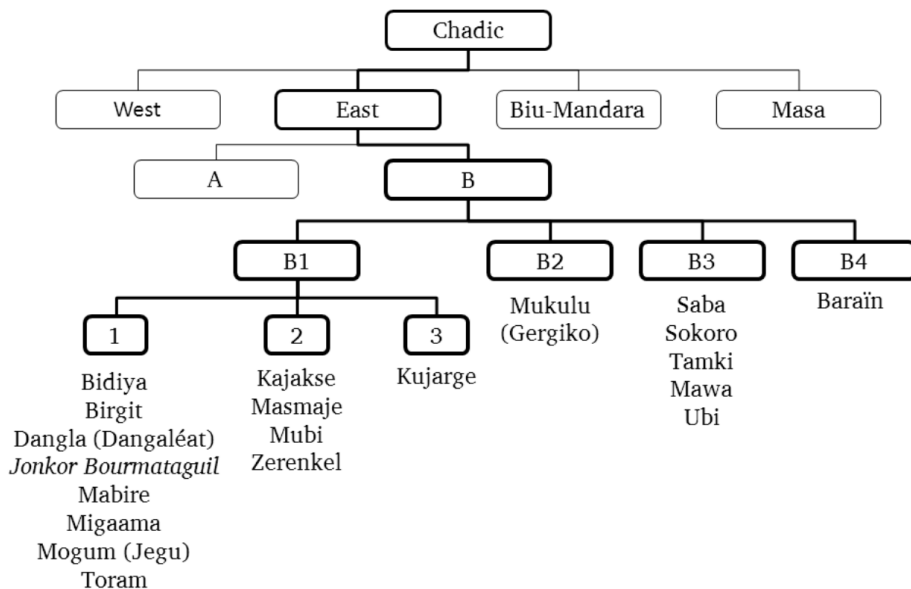 Chadic
West
East
Biu-Mandara
Masa
A
B
B1
B2
B3
B4
Mukulu
(Gergiko)
Saba
Sokoro
Tamki
Mawa
Ubi
Baraïn
1
2
3
Bidiya
Birgit
Dangla (Dangaléat)
Jonkor Bourmataguil
Mabire
Migaama
Mogum (Jegu)
Toram
Kajakse
Masmaje
Mubi
Zerenkel
Kujarge